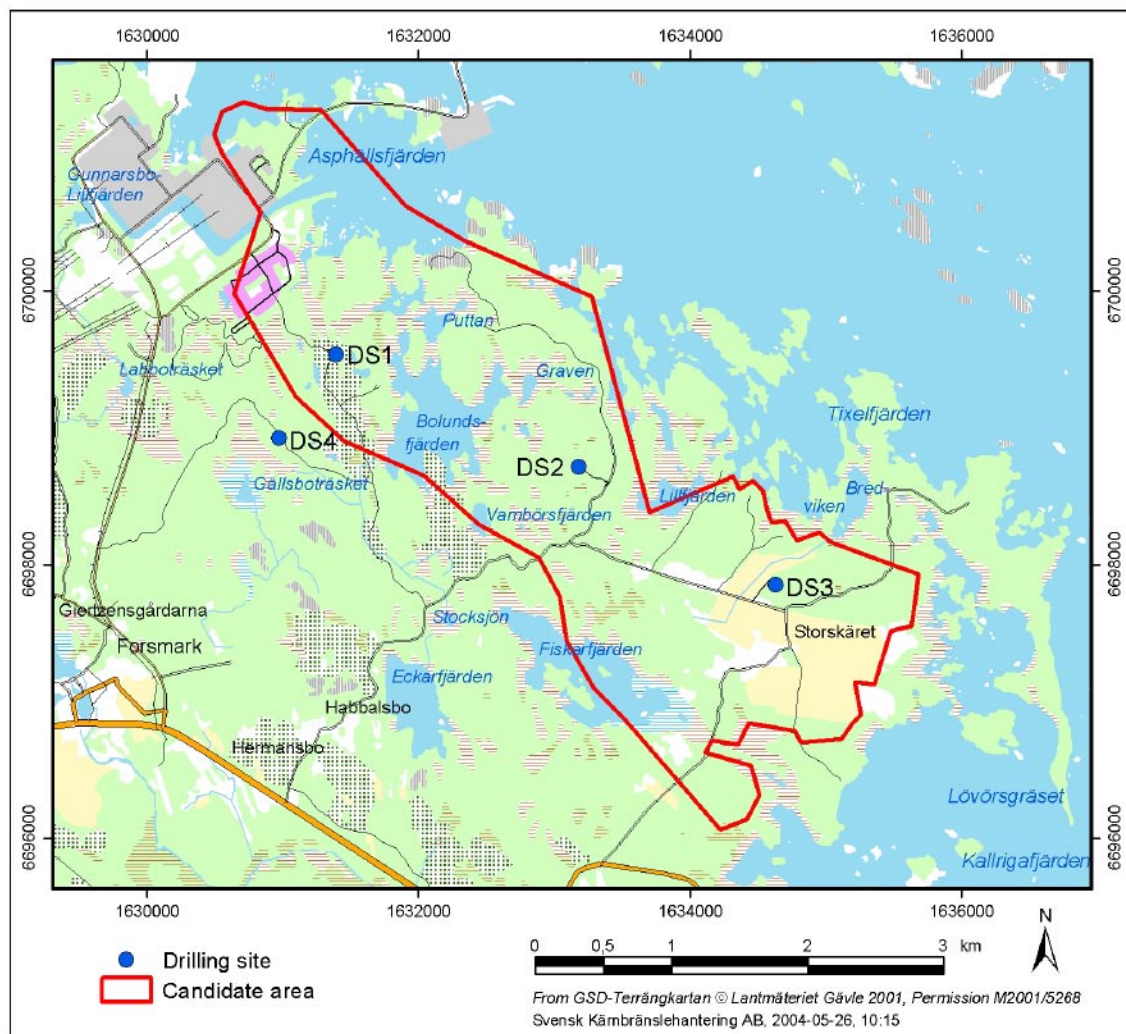 1630000
1632000
1634000
1636000
Asphällsfjärden
Gunnarsbo-
Lillfjärden
6700000
6700000
Puttan
DS1
Labboträsket
Graven
Bolunds-
fjärden
Tixelfjärden
DS4
DS2
Gällsboträsket
Lillfjärden
Bred-
viken
Vambörsfjärden
6698000
6698000
DS3
Giertzensgårdarna
Stocksjön
Storskäret
Forsmark
Fiskarfjärden
Eckarfjärden
Habbalsbo
Hermansbo
Lövörsgräset
6696000
6696000
Kallrigafjärden
1630000
1632000
1634000
1636000
N
Drilling site
Candidate area
0
0,5
1
2
3
km
From GSD-Terrängkartan © Lantmäteriet Gävle 2001, Permission M2001/5268
Svensk Kärnbränslehantering AB, 2004-05-26, 10:15